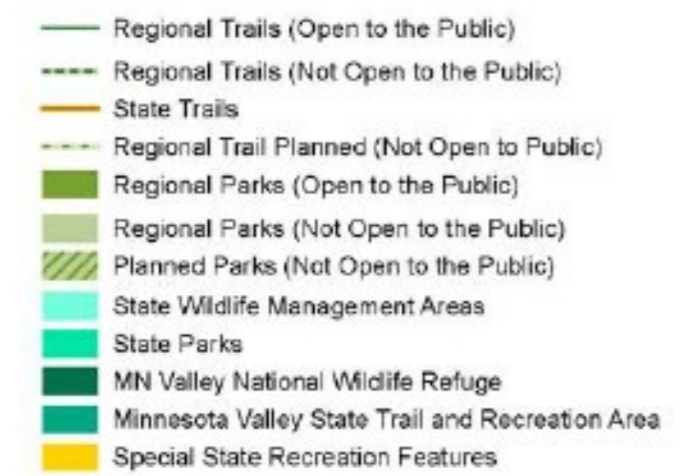 Regional Trails (Open to the Public)
Regional Trails (Not Open to the Public)
State Trails
Regional Trail Planned (Not Open to Public)
Regional Parks (Open to the Public)
Regional Parks (Not Open to the Public)
Planned Parks (Not Open to the Public)
State Wildlife Management Areas
State Parks
MN Valley National Wildlife Refuge
Minnesota Valley State Trail and Recreation Area
Special State Recreation Features